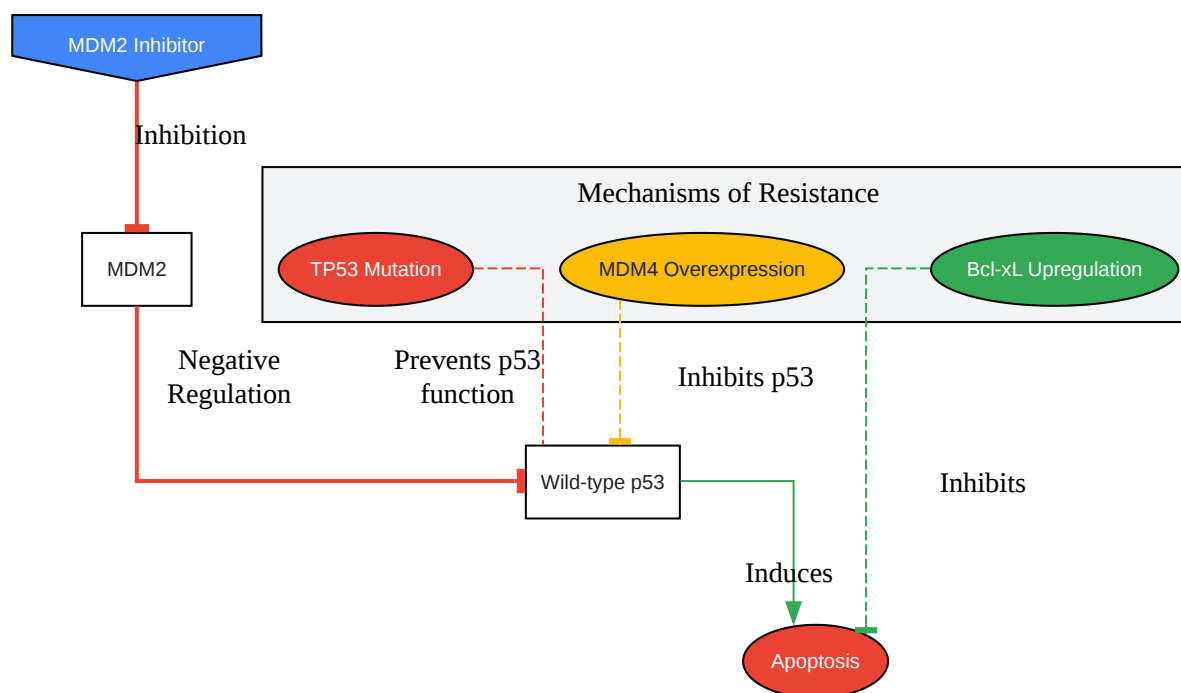 MDM2 Inhibitor
Inhibition
Mechanisms of Resistance
MDM2
TP53 Mutation
MDM4 Overexpression
Bcl-xL Upregulation
Negative
Regulation
Prevents p53
function
Inhibits p53
Wild-type p53
Inhibits
Induces
Apoptosis